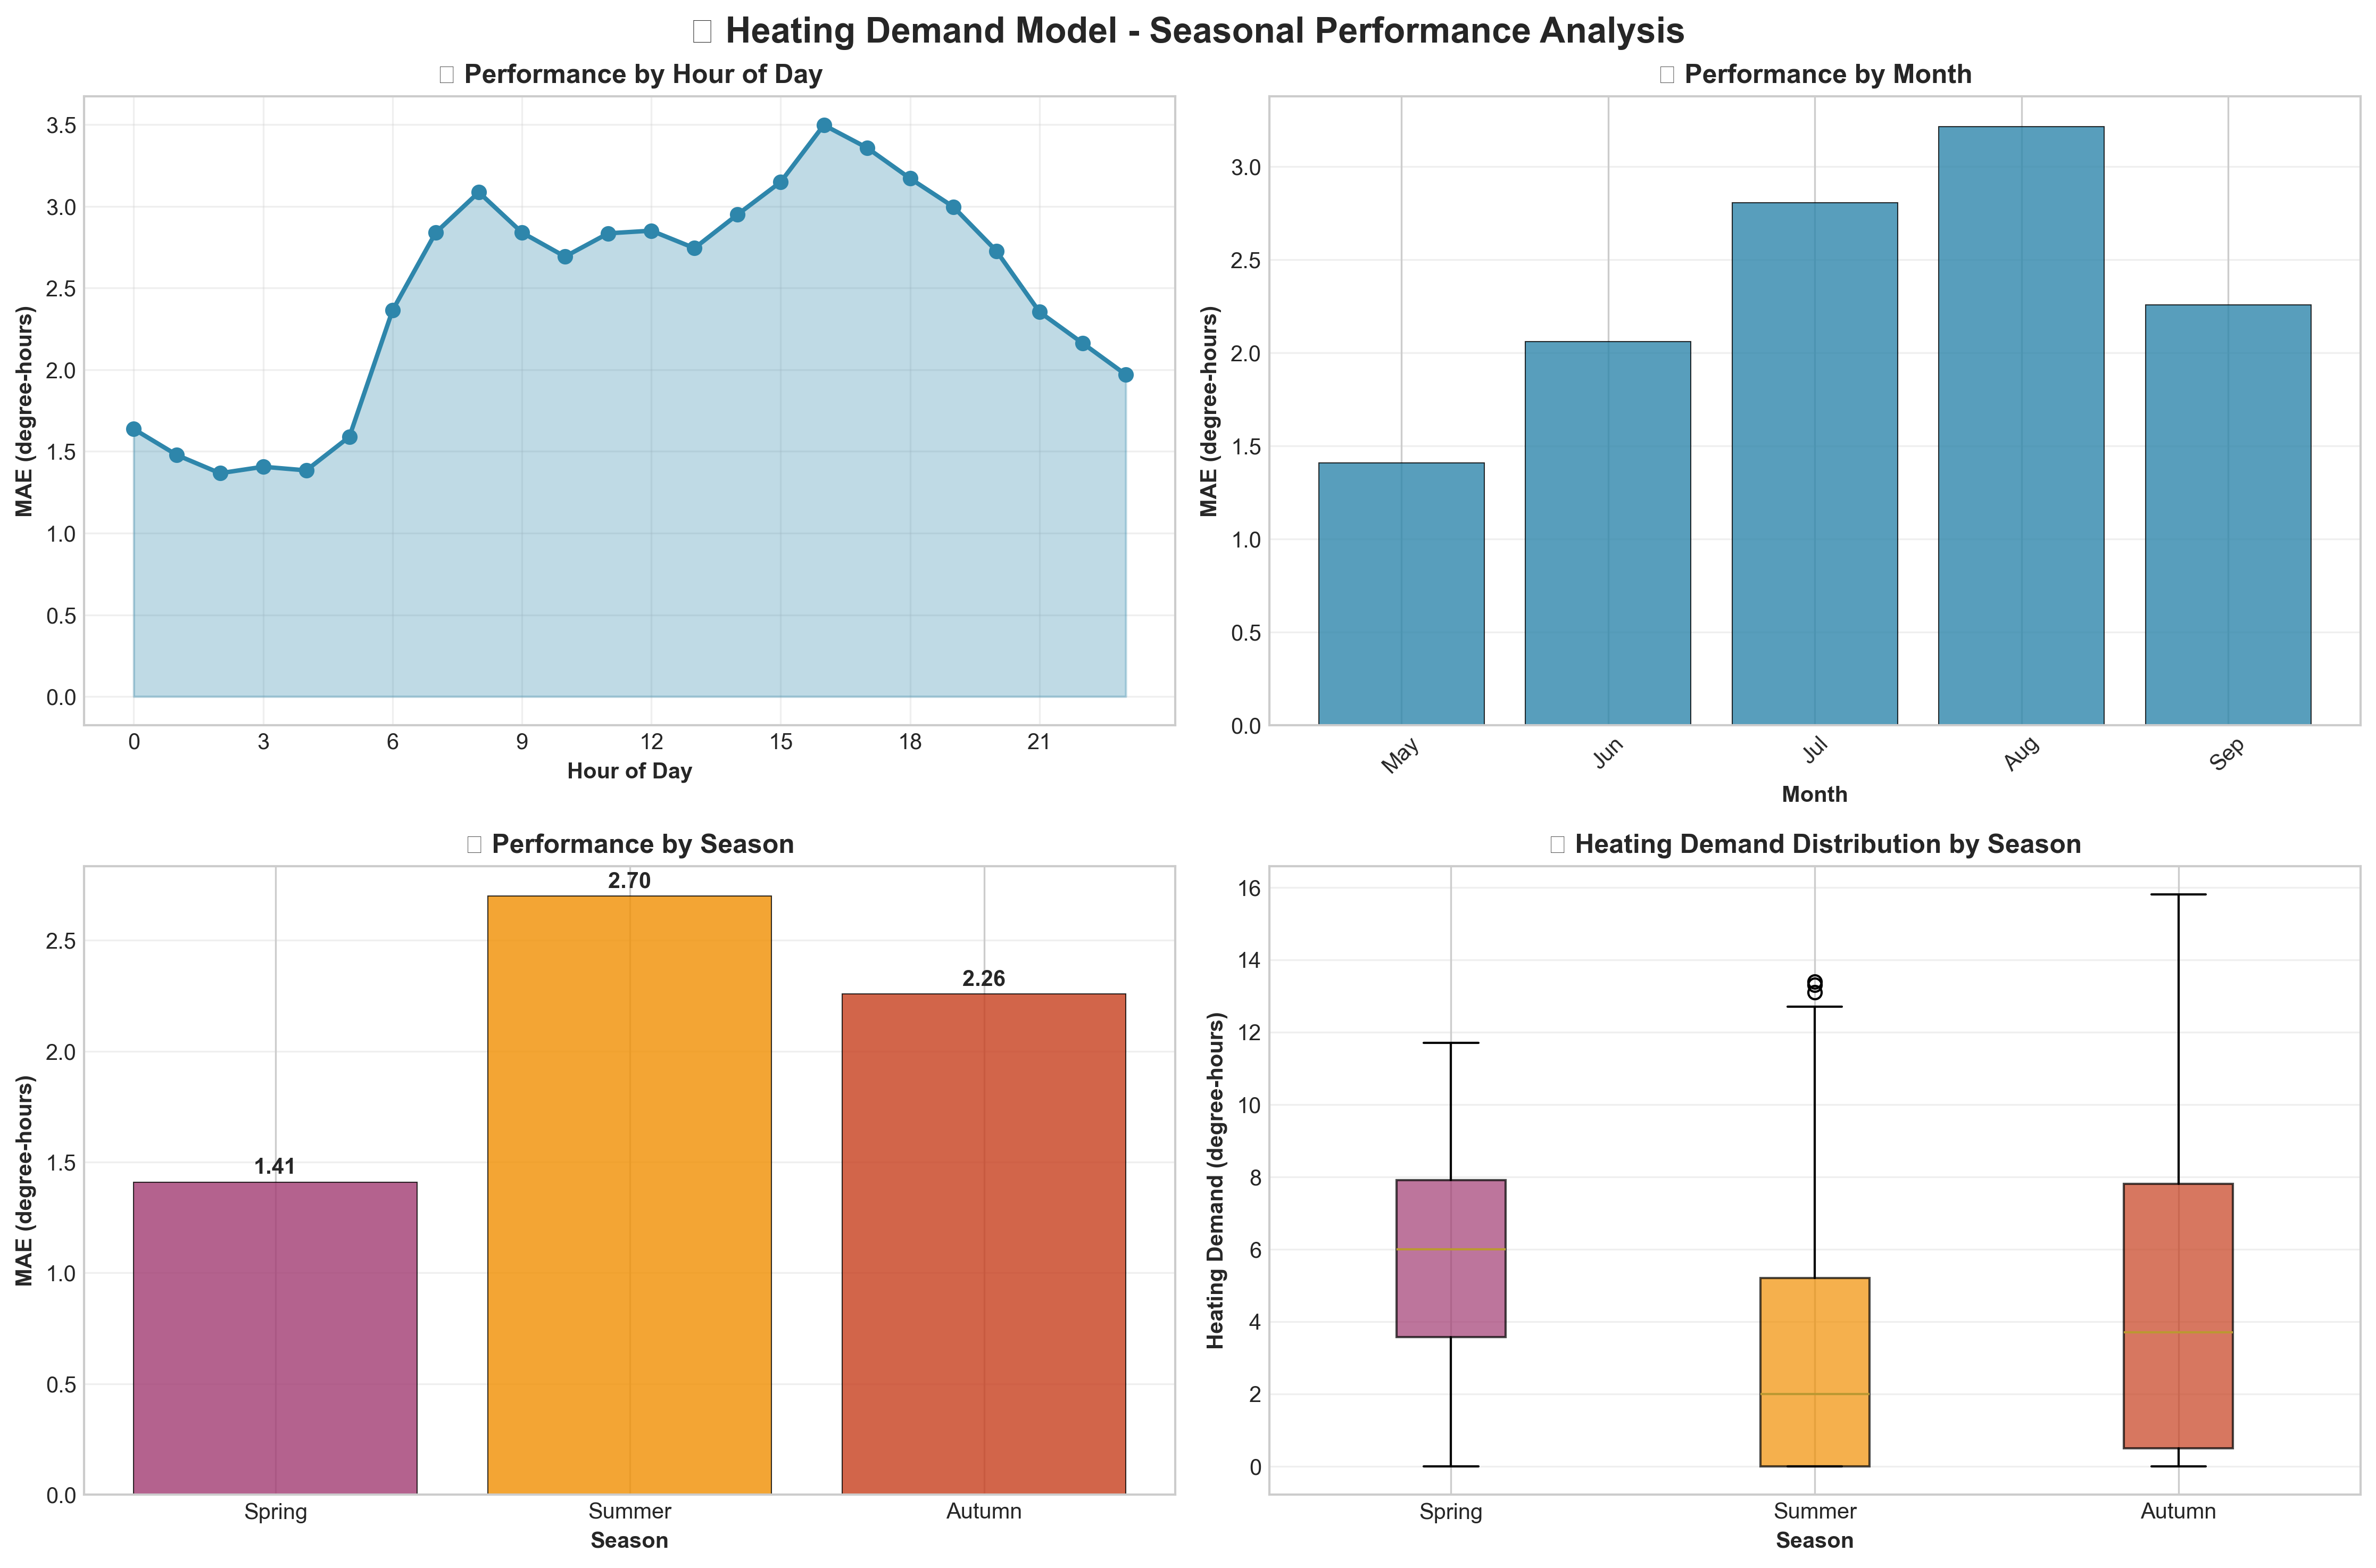 Heating Demand Model - Seasonal Performance Analysis
Performance by Hour of Day
MAE (degree-hours)
3.5
3.0
2.5
2.0
1.5
1.0
0.5
0.0
0 3 6 9 12 15 18 21
Hour of Day
Performance by Month
MAE (degree-hours)
3.0
2.5
2.0
1.5
1.0
0.5
0.0
May Jun Jul Aug Sep
Month
Performance by Season
MAE (degree-hours)
2.5
2.0
1.5
1.0
0.5
0.0
1.41
2.70
2.26
Spring Summer Autumn
Season
Heating Demand Distribution by Season
Heating Demand (degree-hours)
16
14
12
10
8
6
4
2
0
Spring Summer Autumn
Season